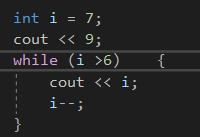 int i = 7;
cout << 9;
while (i >6)    {
    cout << i;
    i--;
}